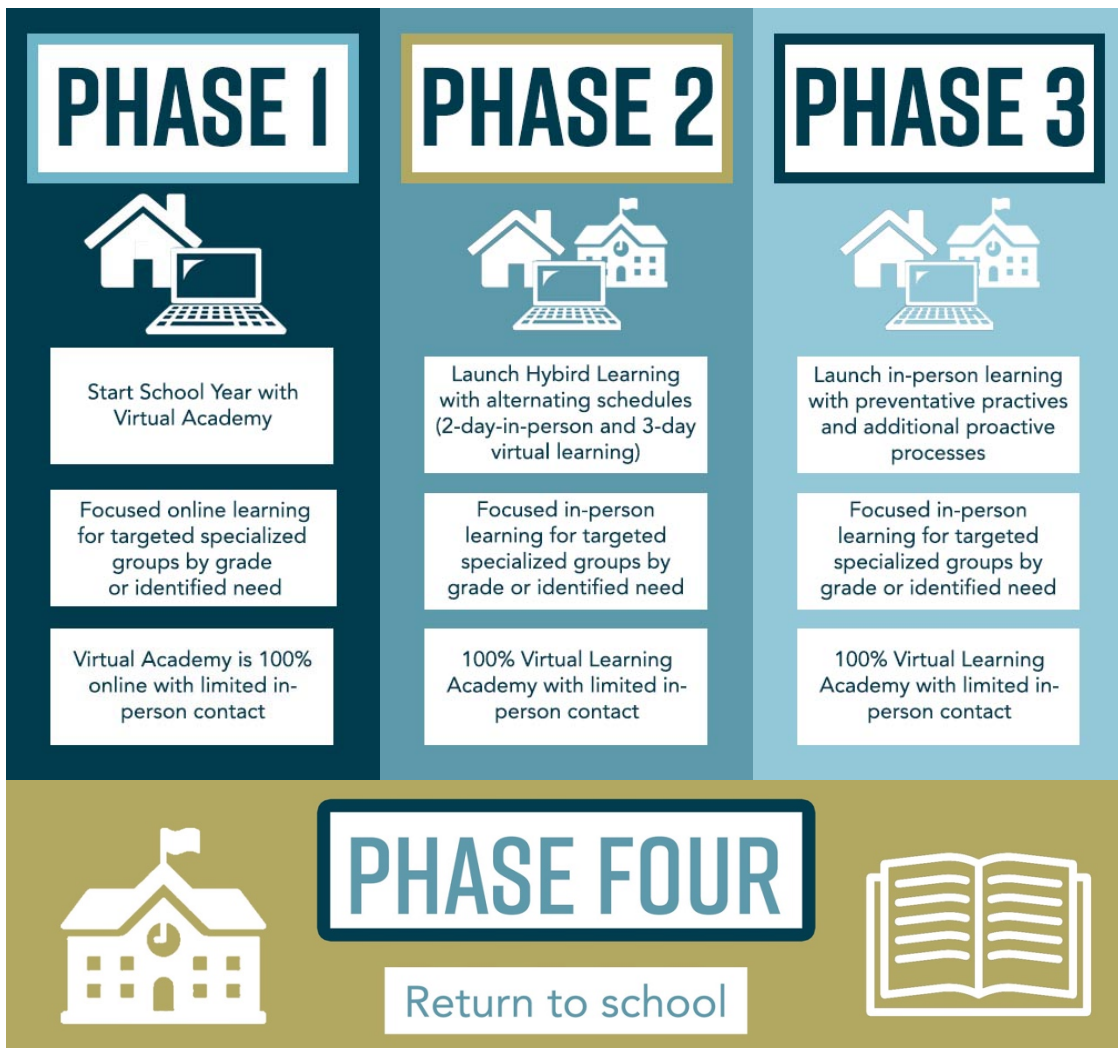 PHASE 1
Start School Year with
Virtual Academy
Focused online learning
for targeted specialized
groups by grade
or identified need
Virtual Academy is 100%
online with limited in-
person contact
PHASE 2
Launch Hybird Learning
with alternating schedules
(2-day-in-person and 3-day
virtual learning)
Focused in-person
learning for targeted
specialized groups by
grade or identified need
100% Virtual Learning
Academy with limited in-
person contact
PHASE 3
Launch in-person learning
with preventative practives
and additional proactive
processes
Focused in-person
learning for targeted
specialized groups by
grade or identified need
100% Virtual Learning
Academy with limited in-
person contact
PHASE FOUR
Return to school